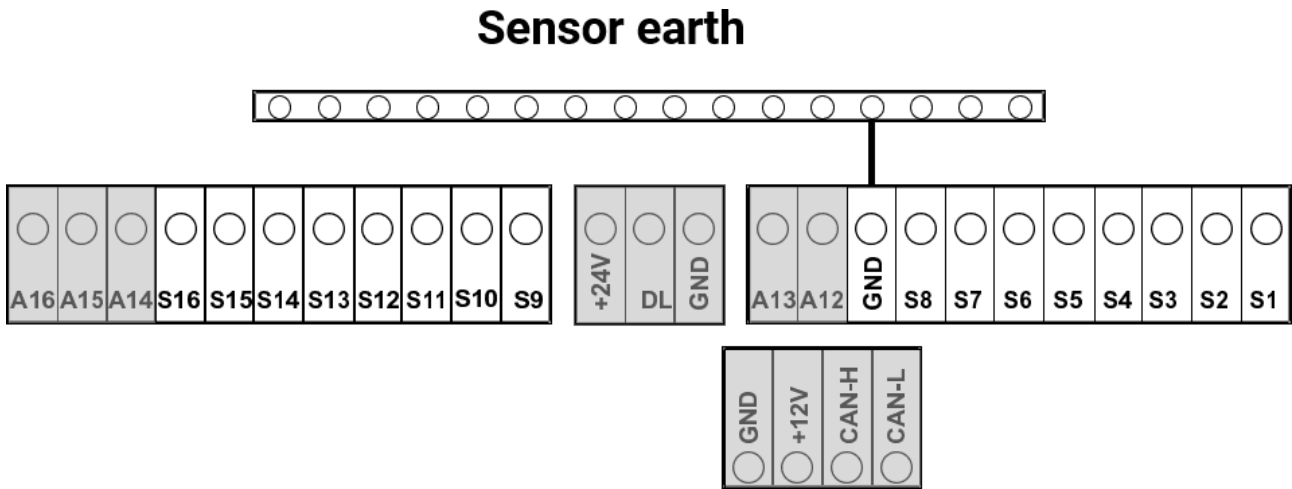 Sensor earth
A16 A15 A14 S16 S15 S14 S13 S12 S11 S10 S9 +24V DL GND A13 A12 GND S8 S7 S6 S5 S4 S3 S2 S1
GND +12V CAN-H CAN-L